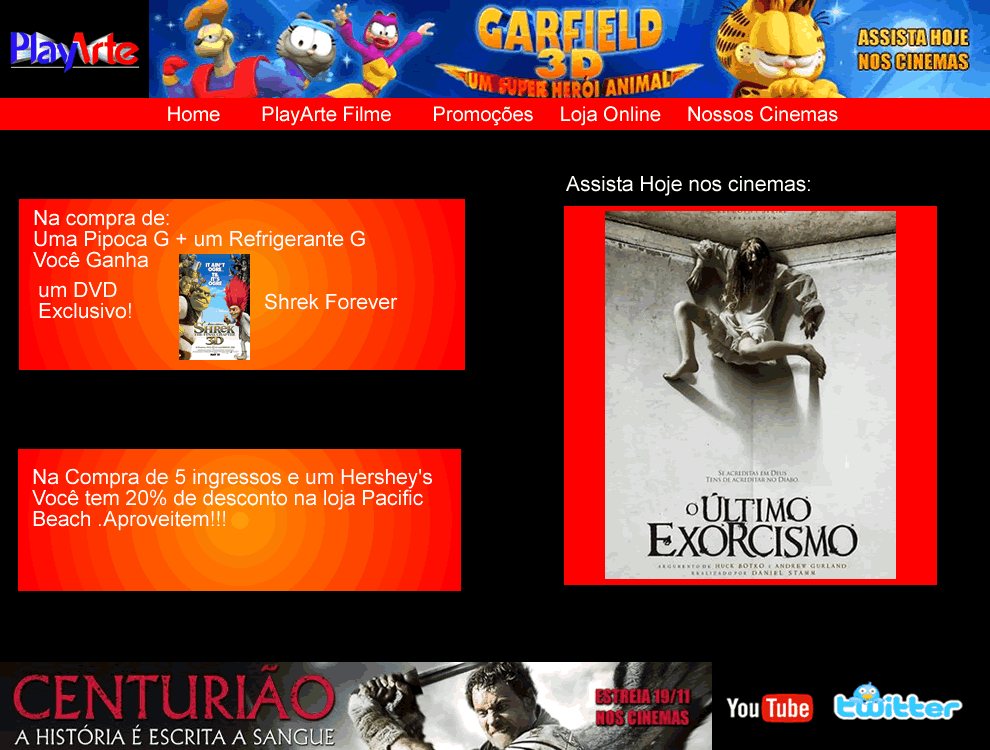 PlayArte
GARFIELD
3D
UM SUPER HERÓI ANIMAL
ASSISTA HOJE
NOS CINEMAS
Home PlayArte Filme Promoções Loja Online Nossos Cinemas
Na compra de:
Uma Pipoca G + um Refrigerante G
Você Ganha
um DVD
Exclusivo!
IT AIN'T
OGRE
TIL
IT'S OGRE
SHREK
3D
Shrek Forever
Na Compra de 5 ingressos e um Hershey's
Você tem 20% de desconto na loja Pacific
Beach .Aproveitem!!!
Assista Hoje nos cinemas:
SE ACREDITAS EM DEUS
TENS DE ACREDITAR NO DIABO.
O ÚLTIMO
EXORCISMO
ARGUMENTO DE HUCK BOTKO E ANDREW GURLAND
REALIZADO POR DANIEL STAMM
CENTURIÃO
A HISTÓRIA É ESCRITA A SANGUE
ESTREIA 19/11
NOS CINEMAS
YouTube
twitter